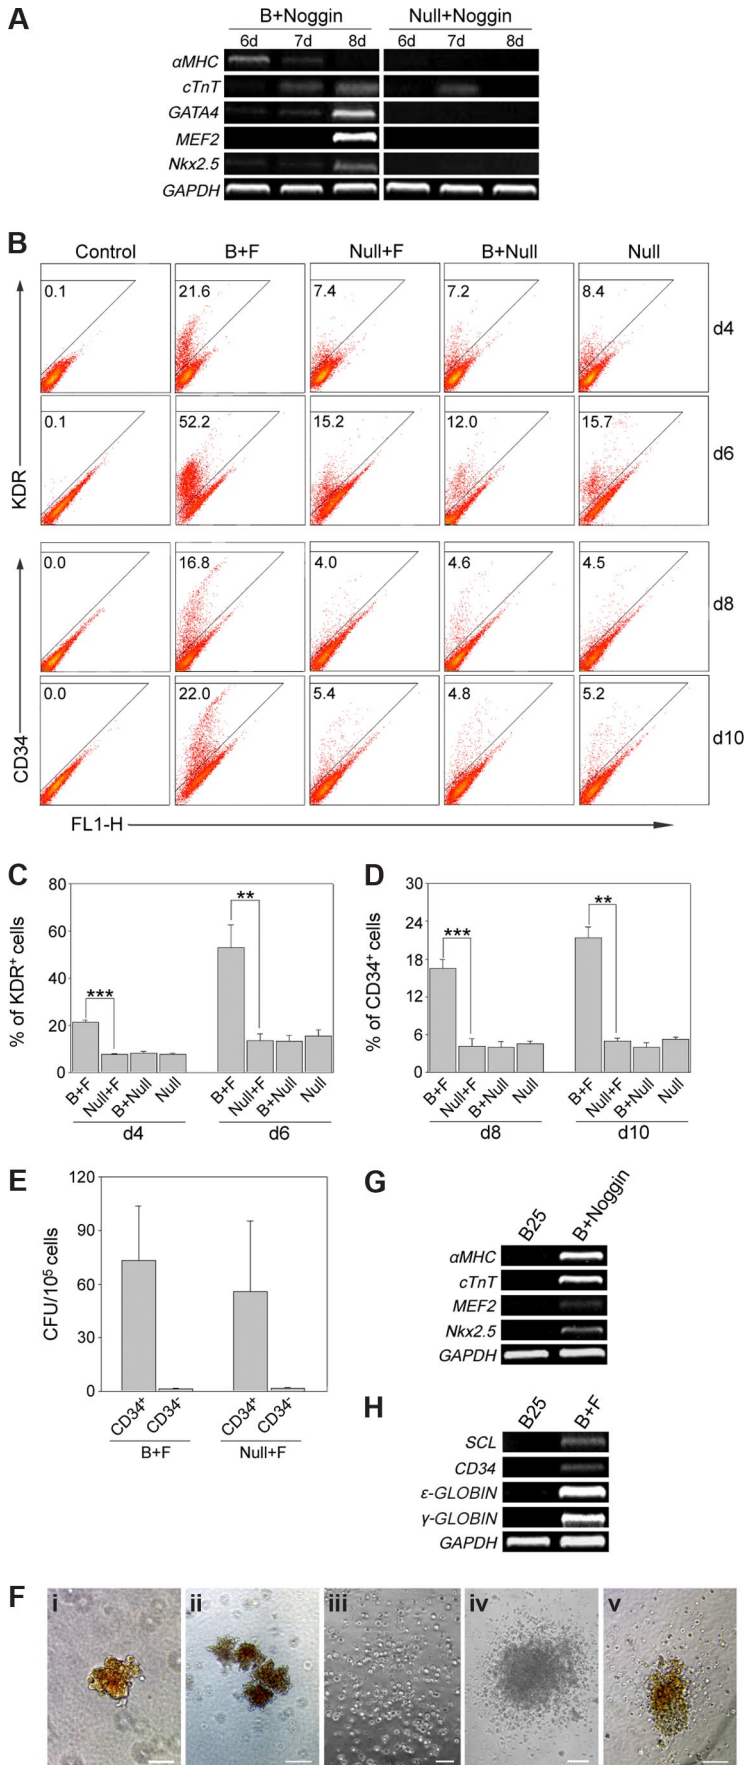 A
B+Noggin Null+Noggin
6d 7d 8d 6d 7d 8d
αMHC
cTnT
GATA4
MEF2
Nkx2.5
GAPDH
B
Control B+F Null+F B+Null Null
KDR
0.1 21.6 7.4 7.2 8.4 d4
0.1 52.2 15.2 12.0 15.7 d6
CD34
0.0 16.8 4.0 4.6 4.5 d8
0.0 22.0 5.4 4.8 5.2 d10
FL1-H
C
% of KDR⁺ cells
80
60
40
20
0
*** **
B+F Null+F B+Null Null B+F Null+F B+Null Null
d4 d6
D
% of CD34⁺ cells
30
24
18
12
6
0
*** **
B+F Null+F B+Null Null B+F Null+F B+Null Null
d8 d10
E
CFU/10⁵ cells
120
90
60
30
0
CD34⁺ CD34⁻ CD34⁺ CD34⁻
B+F Null+F
G
B25 B+Noggin
αMHC
cTnT
MEF2
Nkx2.5
GAPDH
H
B25 B+F
SCL
CD34
ε-GLOBIN
γ-GLOBIN
GAPDH
F
i ii iii iv v